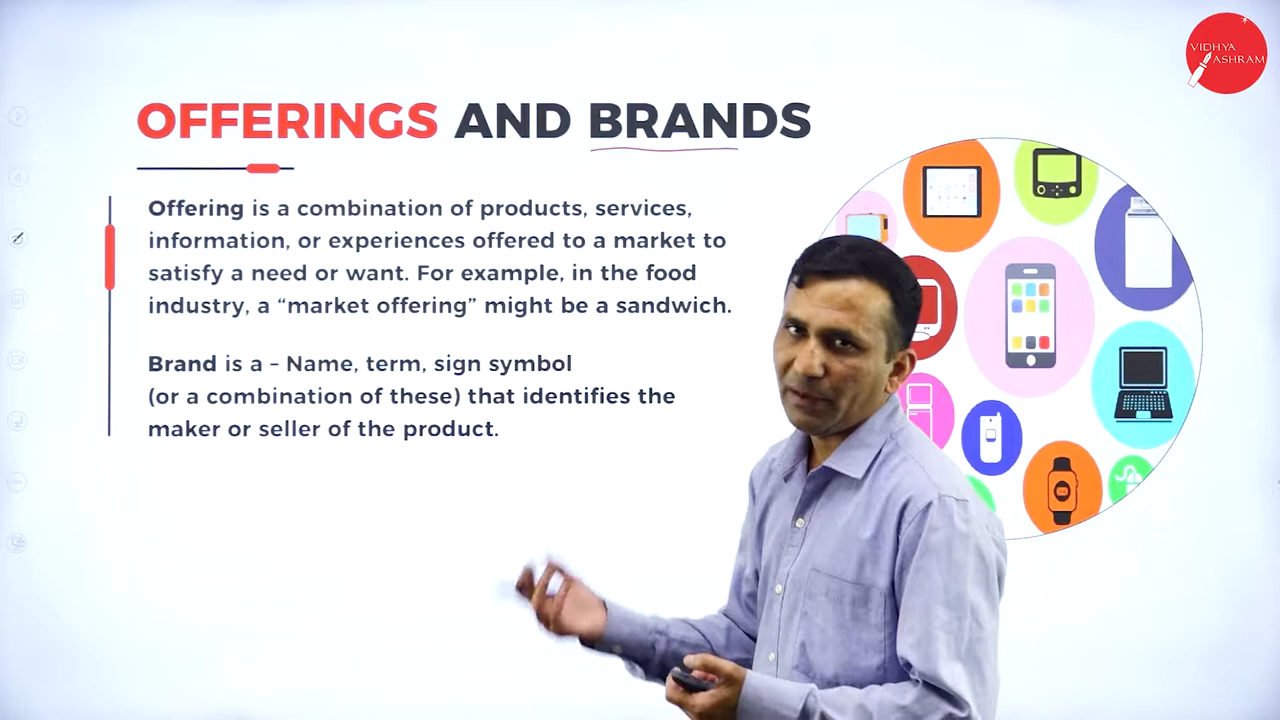 VIDHYA
ASHRAM
OFFERINGS AND BRANDS
Offering is a combination of products, services,
information, or experiences offered to a market to
satisfy a need or want. For example, in the food
industry, a “market offering” might be a sandwich.
Brand is a – Name, term, sign symbol
(or a combination of these) that identifies the
maker or seller of the product.